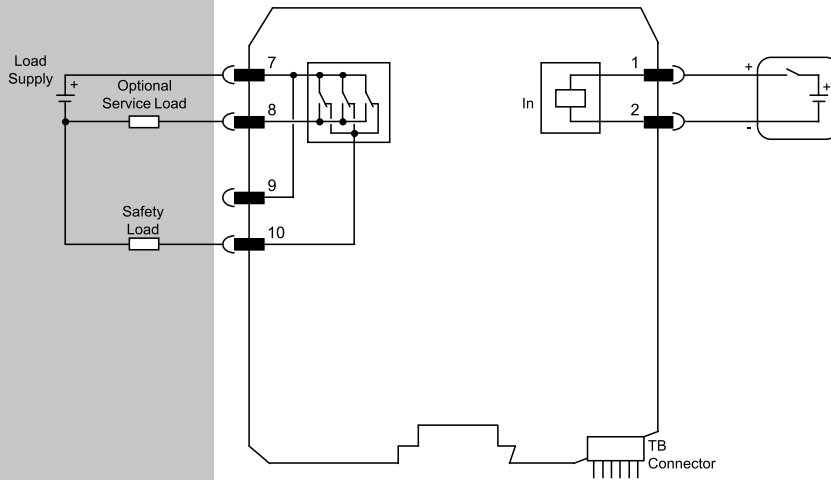 Load
Supply
+
Optional
Service Load
Safety
Load
7
8
9
10
In
1
2
+
-
+
TB
Connector